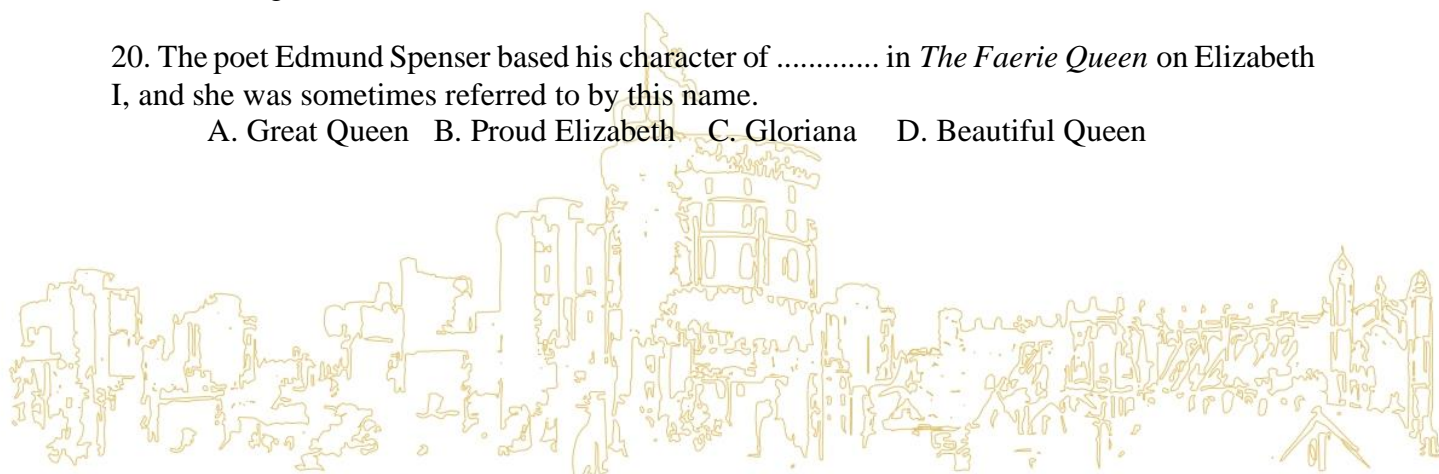 20. The poet Edmund Spenser based his character of ............. in The Faerie Queen on Elizabeth
I, and she was sometimes referred to by this name.
A. Great Queen B. Proud Elizabeth C. Gloriana D. Beautiful Queen